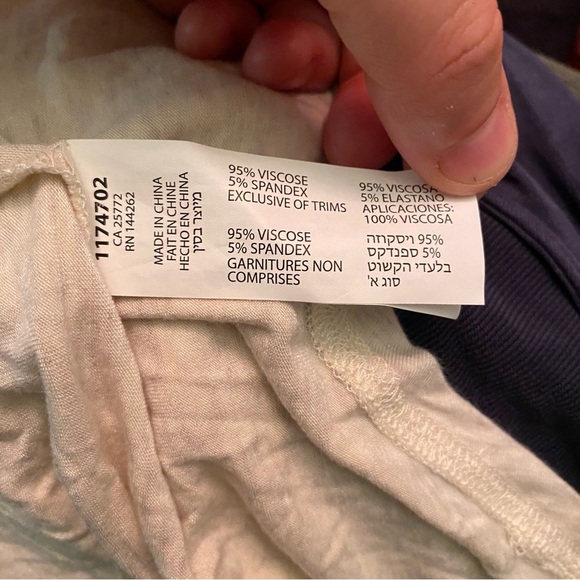 1174702
CA 25772
RN 144262
MADE IN CHINA
FAIT EN CHINE
HECHO EN CHINA
מיוצר בסין
95% VISCOSE
5% SPANDEX
EXCLUSIVE OF TRIMS
95% VISCOSE
5% SPANDEX
GARNITURES NON
COMPRISES
95% VISCOSA
5% ELASTANO
APLICACIONES:
100% VISCOSA
95% ויסקוזה
5% ספנדקס
בלעדי הקשוט
סוג א'